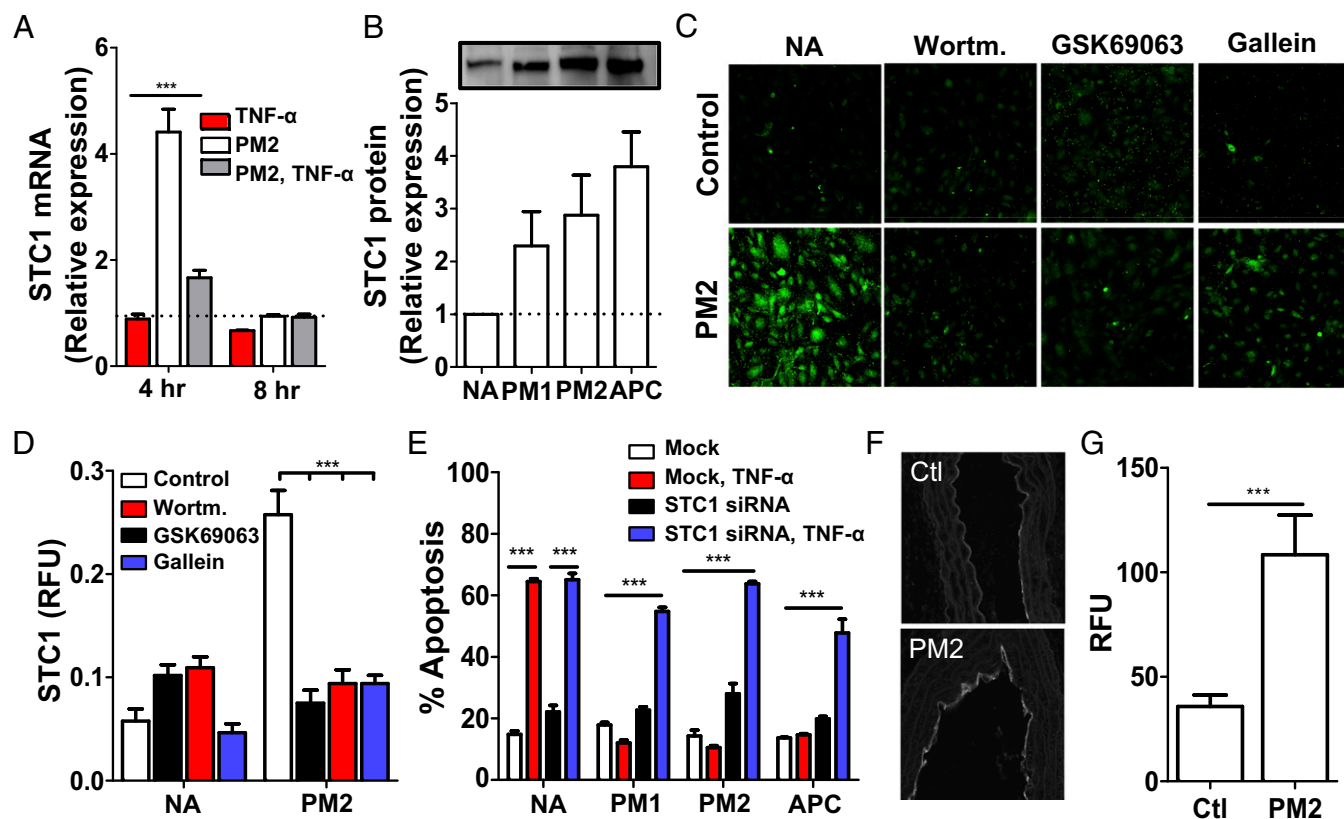 A
STC1 mRNA
(Relative expression)
6
4
2
0
***
TNF-α
PM2
PM2, TNF-α
4 hr
8 hr
B
STC1 protein
(Relative expression)
5
4
3
2
1
0
NA PM1 PM2 APC
C
NA Wortm. GSK69063 Gallein
Control
PM2
D
STC1 (RFU)
0.3
0.2
0.1
0.0
Control
Wortm.
GSK69063
Gallein
***
NA PM2
E
% Apoptosis
100
80
60
40
20
0
Mock
Mock, TNF-α
STC1 siRNA
STC1 siRNA, TNF-α
*** *** *** *** ***
NA PM1 PM2 APC
F
Ctl
PM2
G
RFU
150
100
50
0
***
Ctl PM2